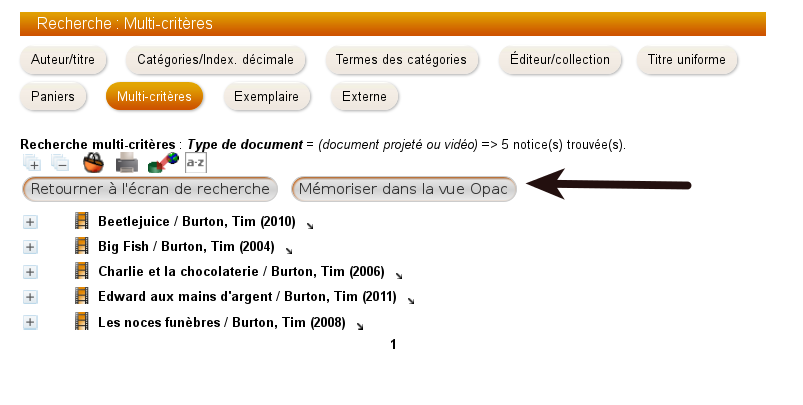 Recherche : Multi-critères
Auteur/titre Catégories/Index. décimale Termes des catégories Éditeur/collection Titre uniforme
Paniers Multi-critères Exemplaire Externe
Recherche multi-critères : Type de document = (document projeté ou vidéo) => 5 notice(s) trouvée(s).
a-z
Retourner à l'écran de recherche Mémoriser dans la vue Opac
Beetlejuice / Burton, Tim (2010)
Big Fish / Burton, Tim (2004)
Charlie et la chocolaterie / Burton, Tim (2006)
Edward aux mains d'argent / Burton, Tim (2011)
Les noces funèbres / Burton, Tim (2008)
1